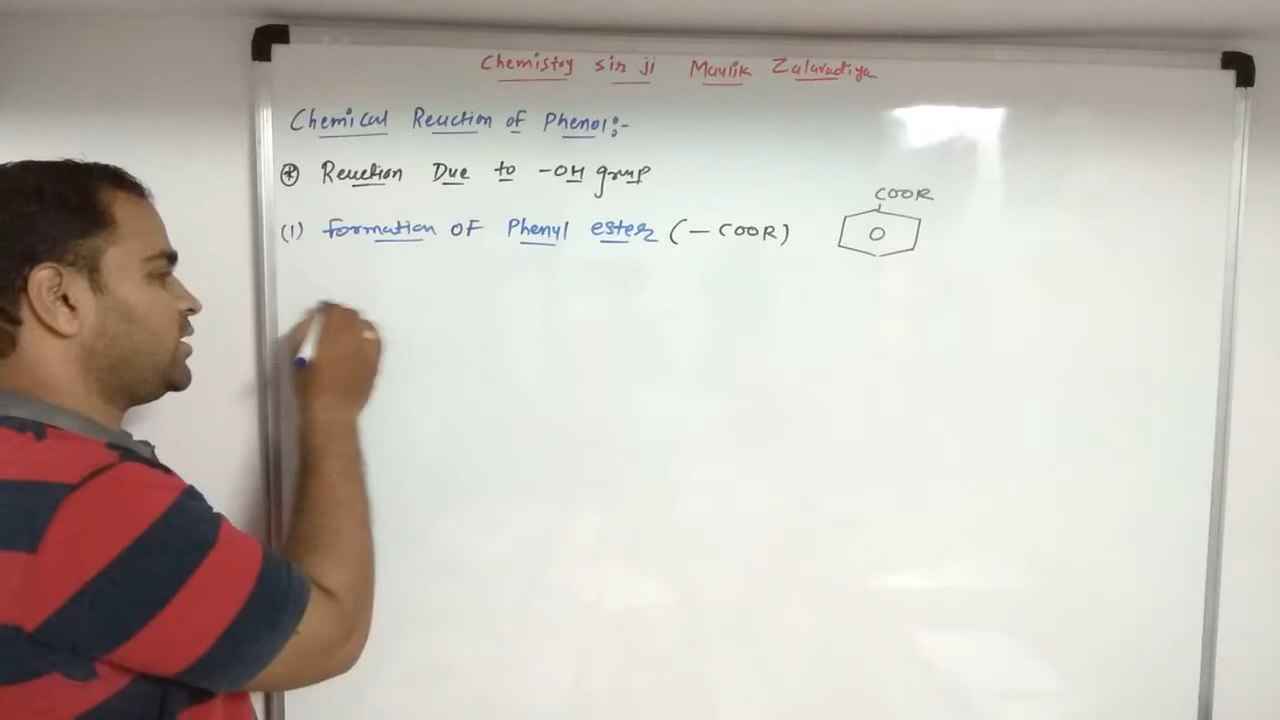 Chemistry sir ji Maulik Zalavadiya
Chemical Reaction of Phenol:-
* Reaction Due to -OH group
(1) Formation OF Phenyl ester (- COOR)
COOR